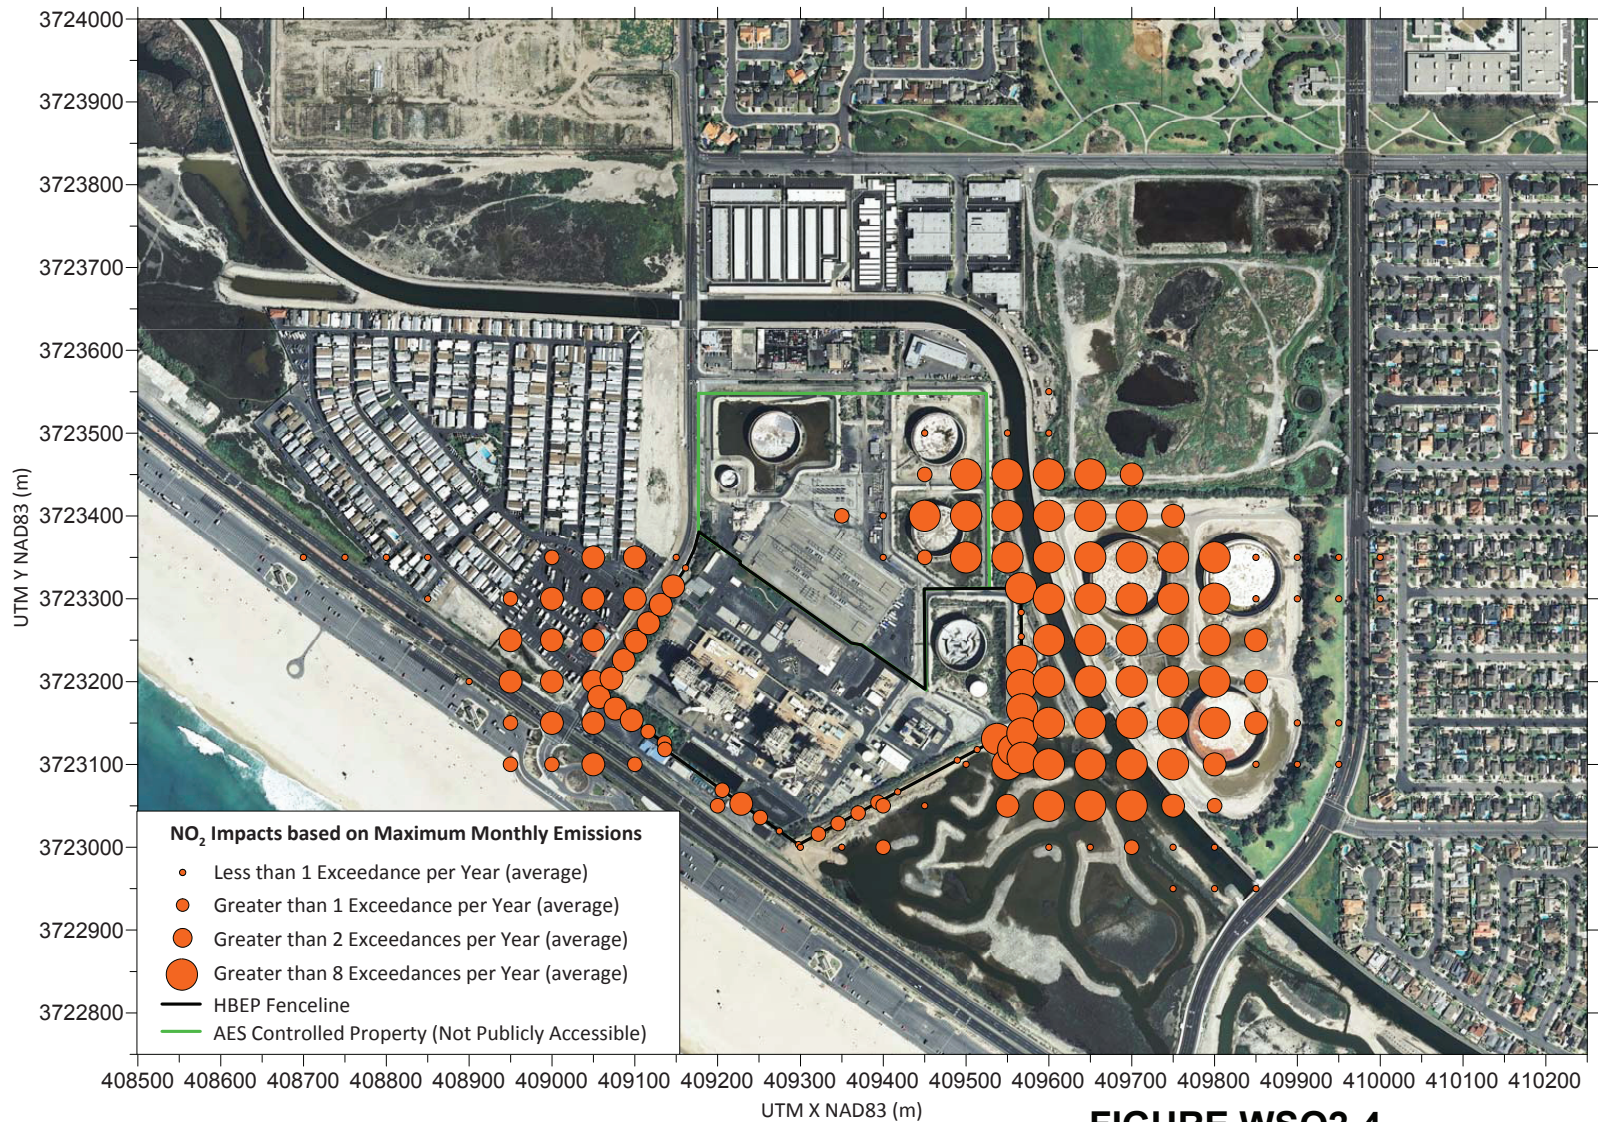 3724000
3723900
3723800
3723700
3723600
3723500
3723400
3723300
3723200
3723100
3723000
3722900
3722800
UTM Y NAD83 (m)
NO2 Impacts based on Maximum Monthly Emissions
Less than 1 Exceedance per Year (average)
Greater than 1 Exceedance per Year (average)
Greater than 2 Exceedances per Year (average)
Greater than 8 Exceedances per Year (average)
HBEP Fenceline
AES Controlled Property (Not Publicly Accessible)
408500 408600 408700 408800 408900 409000 409100 409200 409300 409400 409500 409600 409700 409800 409900 410000 410100 410200
UTM X NAD83 (m)
FIGURE WSQ2-4